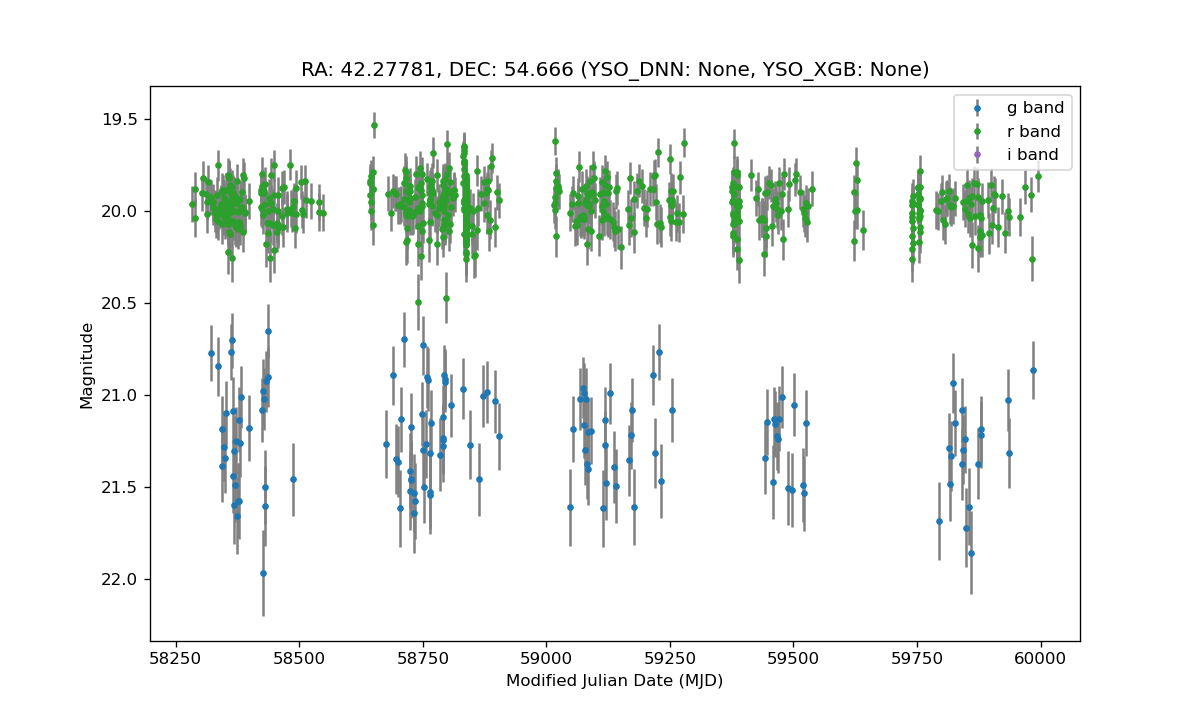 RA: 42.27781, DEC: 54.666 (YSO_DNN: None, YSO_XGB: None)
g band
r band
i band
19.5
20.0
20.5
21.0
21.5
22.0
Magnitude
58250 58500 58750 59000 59250 59500 59750 60000
Modified Julian Date (MJD)